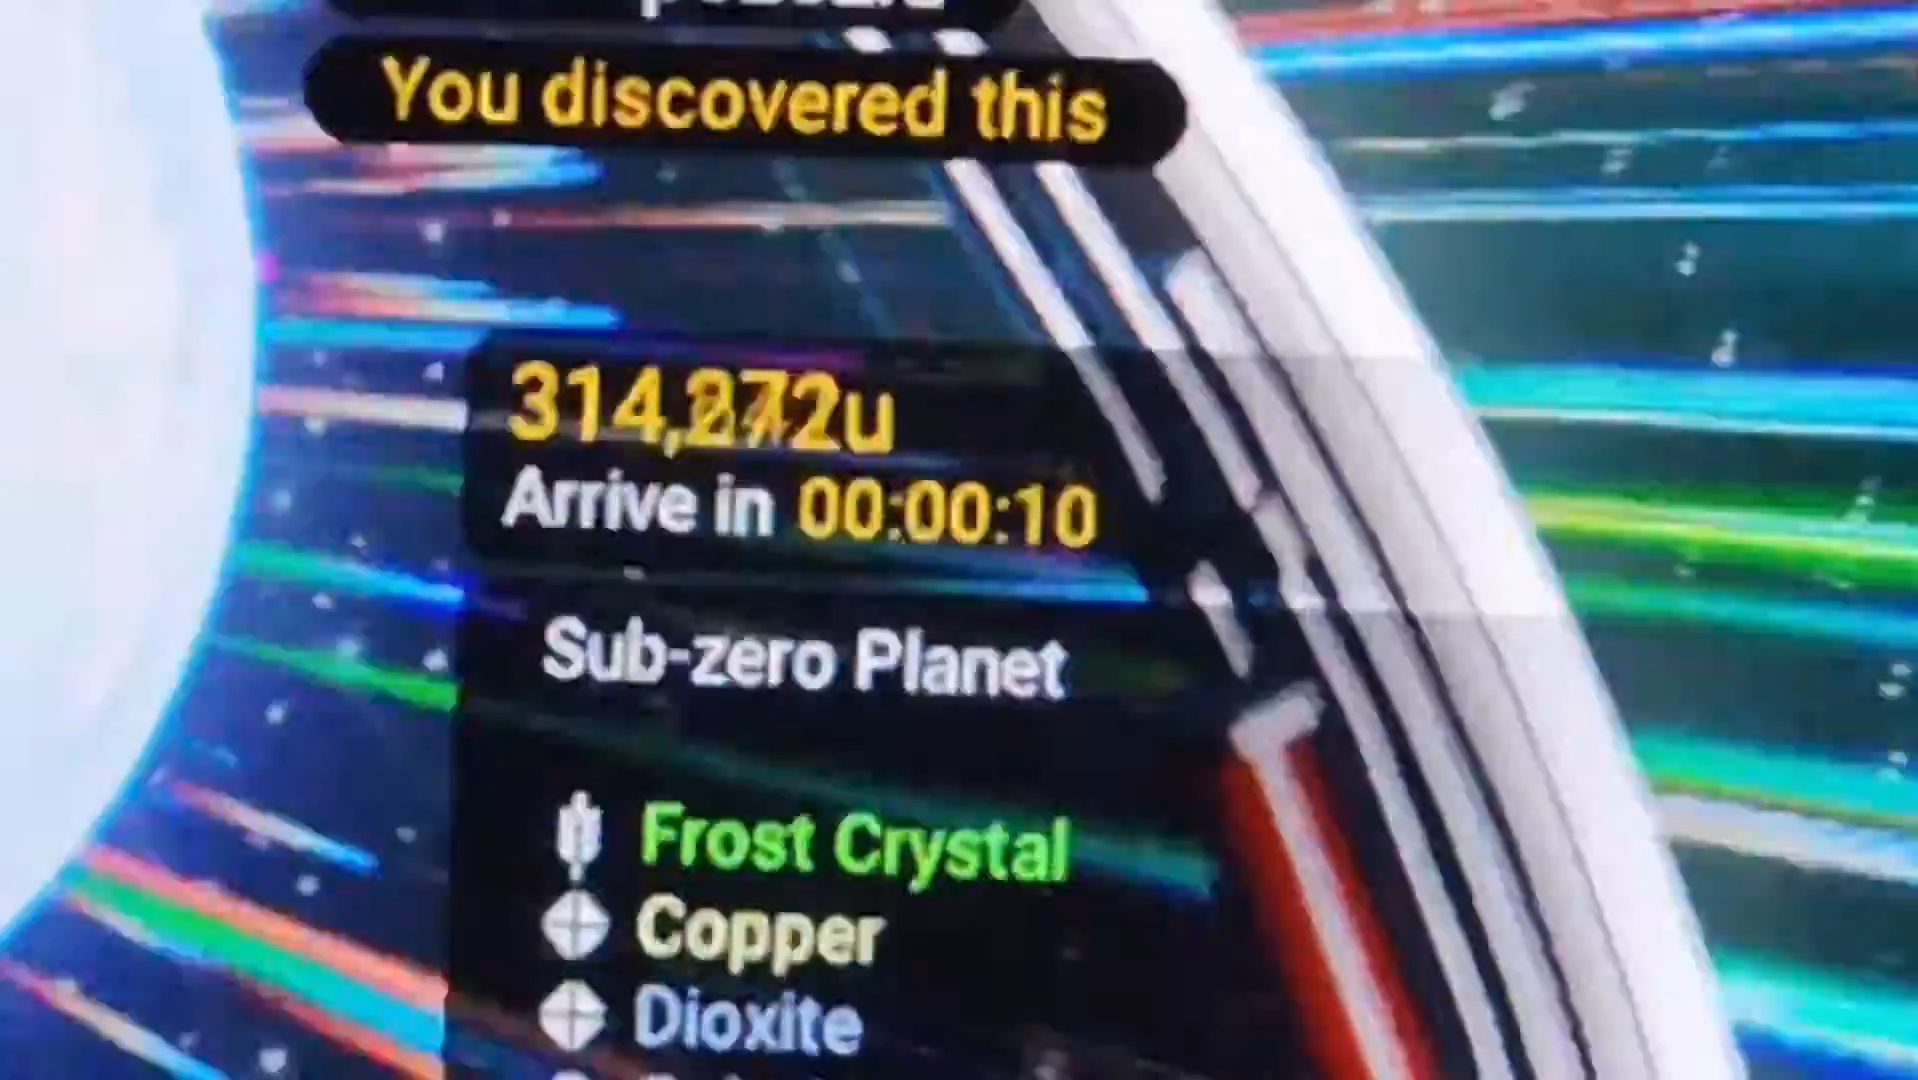 You discovered this
Arrive in 00:00:10
Sub-zero Planet
Frost Crystal
Copper
Dioxite